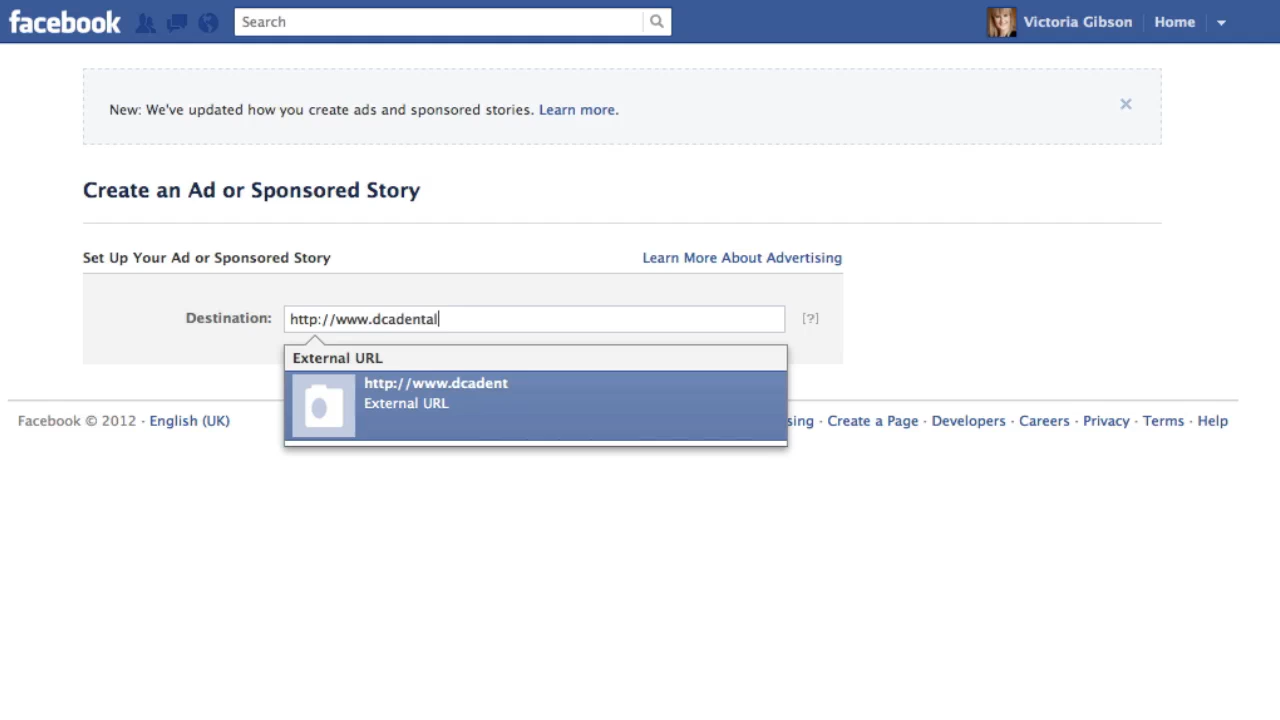 facebook Search Victoria Gibson Home
New: We've updated how you create ads and sponsored stories. Learn more.
Create an Ad or Sponsored Story
Set Up Your Ad or Sponsored Story Learn More About Advertising
Destination: http://www.dcadental [?]
External URL
http://www.dcadent
External URL
Facebook © 2012 · English (UK) sing · Create a Page · Developers · Careers · Privacy · Terms · Help